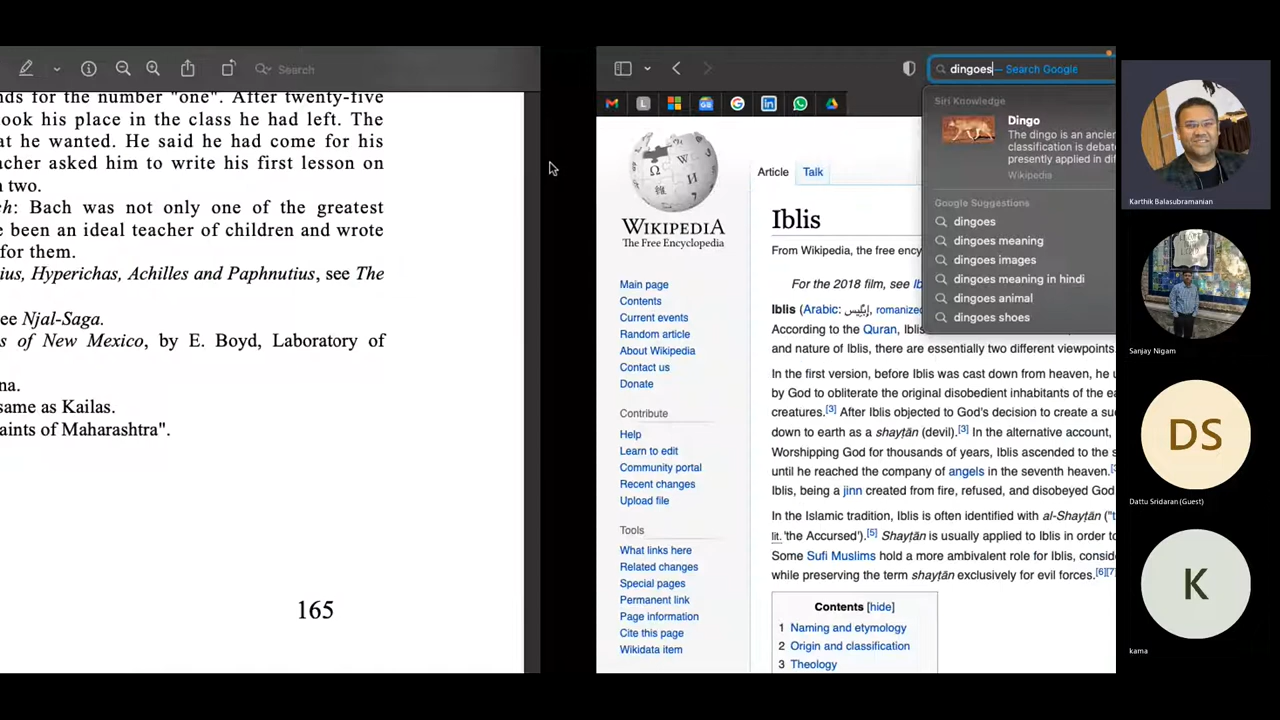 Search
nds for the number "one". After twenty-five
ook his place in the class he had left. The
at he wanted. He said he had come for his
acher asked him to write his first lesson on
two.
ch: Bach was not only one of the greatest
e been an ideal teacher of children and wrote
for them.
ius, Hyperichas, Achilles and Paphnutius, see The
ee Njal-Saga.
s of New Mexico, by E. Boyd, Laboratory of
na.
same as Kailas.
aints of Maharashtra".
165
dingoes — Search Google
Siri Knowledge
Dingo
The dingo is an ancie
classification is debate
presently applied in dif
Wikipedia
Google Suggestions
dingoes
dingoes meaning
dingoes images
dingoes meaning in hindi
dingoes animal
dingoes shoes
WIKIPEDIA
The Free Encyclopedia
Main page
Contents
Current events
Random article
About Wikipedia
Contact us
Donate
Contribute
Help
Learn to edit
Community portal
Recent changes
Upload file
Tools
What links here
Related changes
Special pages
Permanent link
Page information
Cite this page
Wikidata item
Article Talk
Iblis
From Wikipedia, the free ency
For the 2018 film, see Ib
Iblis (Arabic: إبليس, romanized
According to the Quran, Iblis
and nature of Iblis, there are essentially two different viewpoints.
In the first version, before Iblis was cast down from heaven, he u
by God to obliterate the original disobedient inhabitants of the ea
creatures.[3] After Iblis objected to God's decision to create a su
down to earth as a shayṭān (devil).[3] In the alternative account,
Worshipping God for thousands of years, Iblis ascended to the s
until he reached the company of angels in the seventh heaven.[
Iblis, being a jinn created from fire, refused, and disobeyed God
In the Islamic tradition, Iblis is often identified with al-Shayṭān ("t
lit. 'the Accursed').[5] Shayṭān is usually applied to Iblis in order to
Some Sufi Muslims hold a more ambivalent role for Iblis, consid
while preserving the term shayṭān exclusively for evil forces.[6][7]
Contents [hide]
1 Naming and etymology
2 Origin and classification
3 Theology
Karthik Balasubramanian
Sanjay Nigam
DS
Dattu Sridaran (Guest)
K
kama